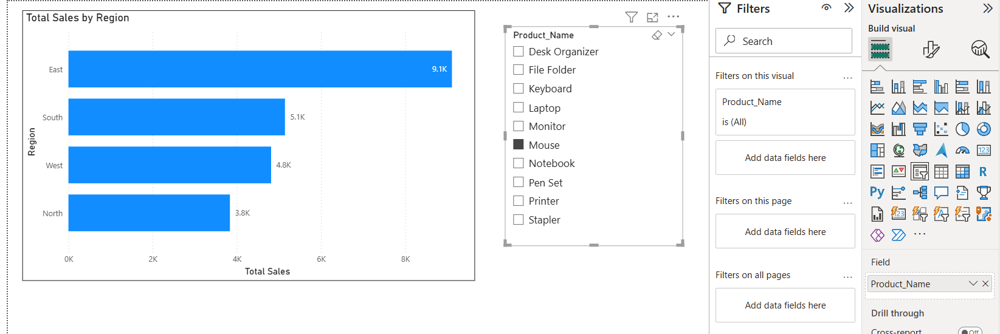 Total Sales by Region
East
9.1K
South
5.1K
West
4.8K
North
3.8K
Region
0K 2K 4K 6K 8K
Total Sales
Product_Name
Desk Organizer
File Folder
Keyboard
Laptop
Monitor
Mouse
Notebook
Pen Set
Printer
Stapler
Filters
Search
Filters on this visual
Product_Name
is (All)
Add data fields here
Filters on this page
Add data fields here
Filters on all pages
Add data fields here
Visualizations
Build visual
123
R
Py
123
A
Field
Product_Name
Drill through
Cross-report
Off